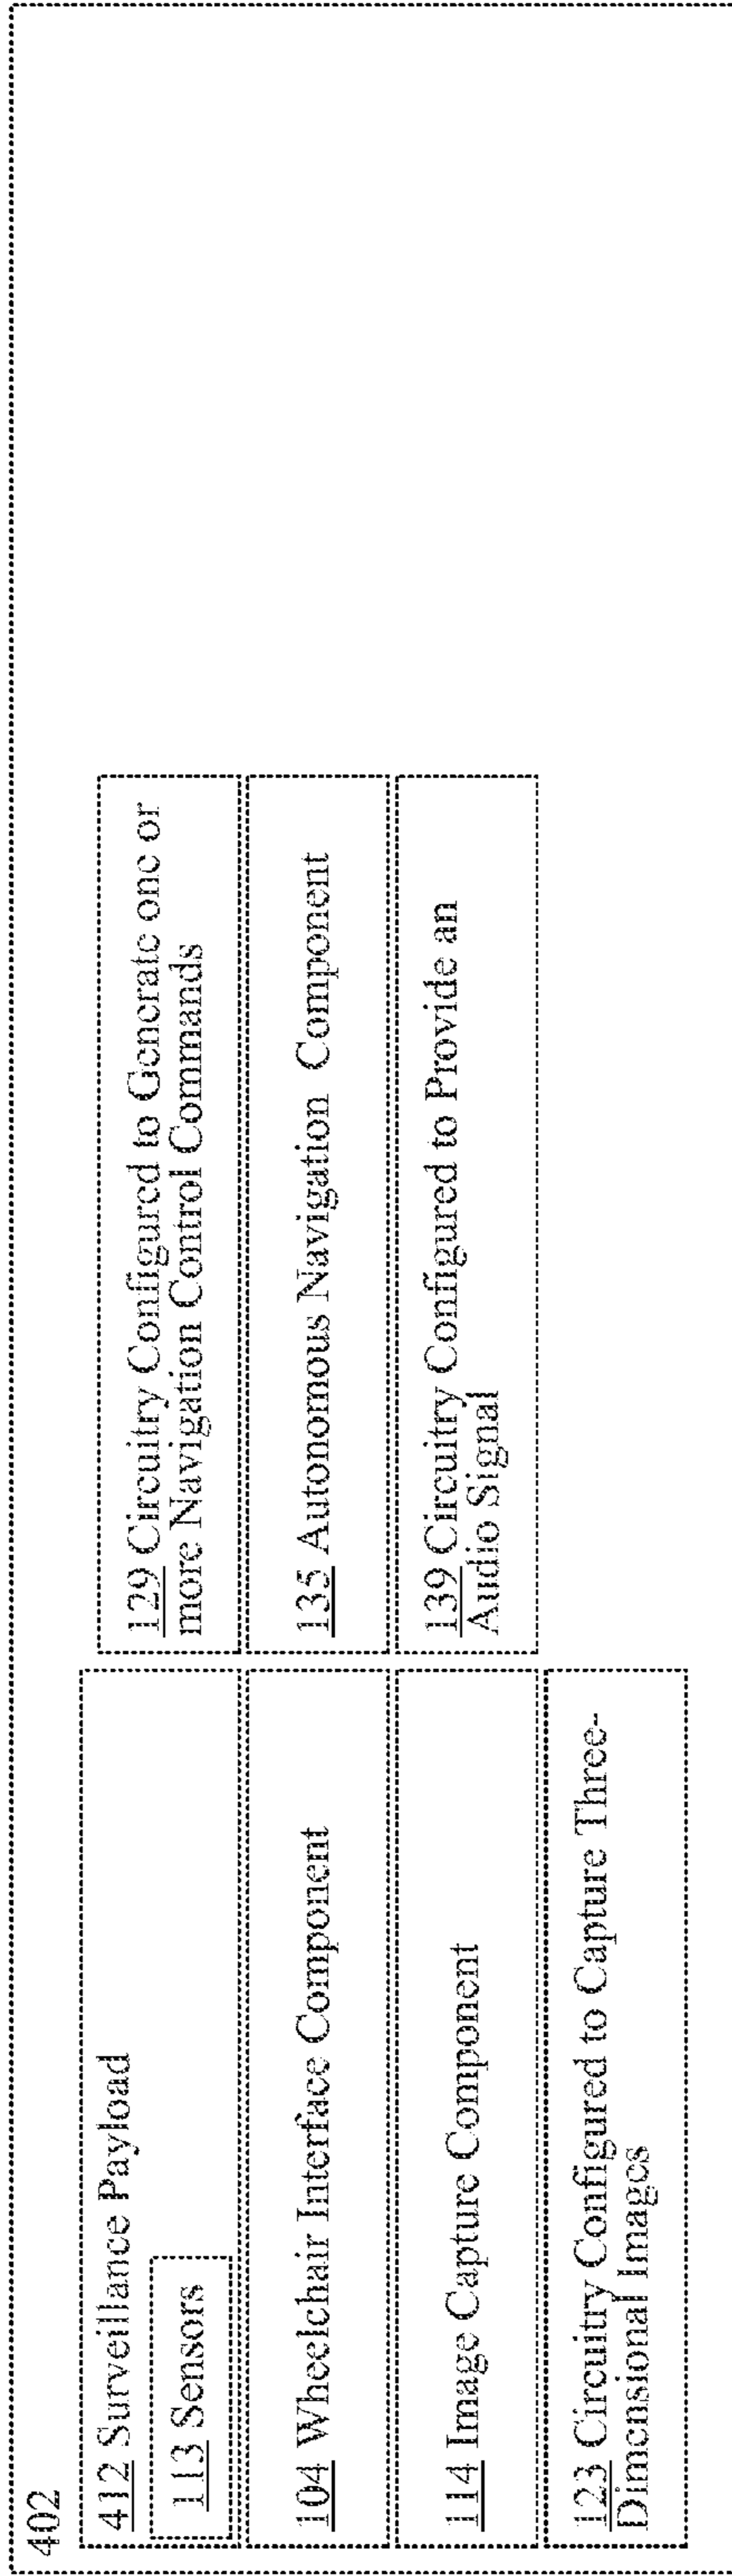 402
412 Surveillance Payload
113 Sensors
104 Wheelchair Interface Component
114 Image Capture Component
123 Circuitry Configured to Capture Three-
Dimensional Images
129 Circuitry Configured to Generate one or
more Navigation Control Commands
135 Autonomous Navigation Component
139 Circuitry Configured to Provide an
Audio Signal